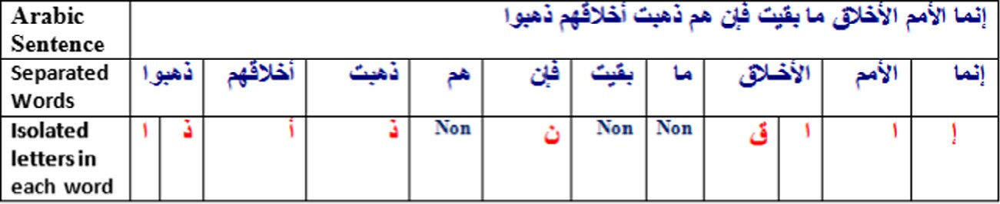 Arabic Sentence
إنما الأمم الأخلاق ما بقيت فإن هم ذهبت أخلاقهم ذهبوا
Separated Words
إنما الأمم الأخلاق ما بقيت فإن هم ذهبت أخلاقهم ذهبوا
Isolated letters in each word
إ ا ا ق Non Non ن Non ذ أ ذ ا